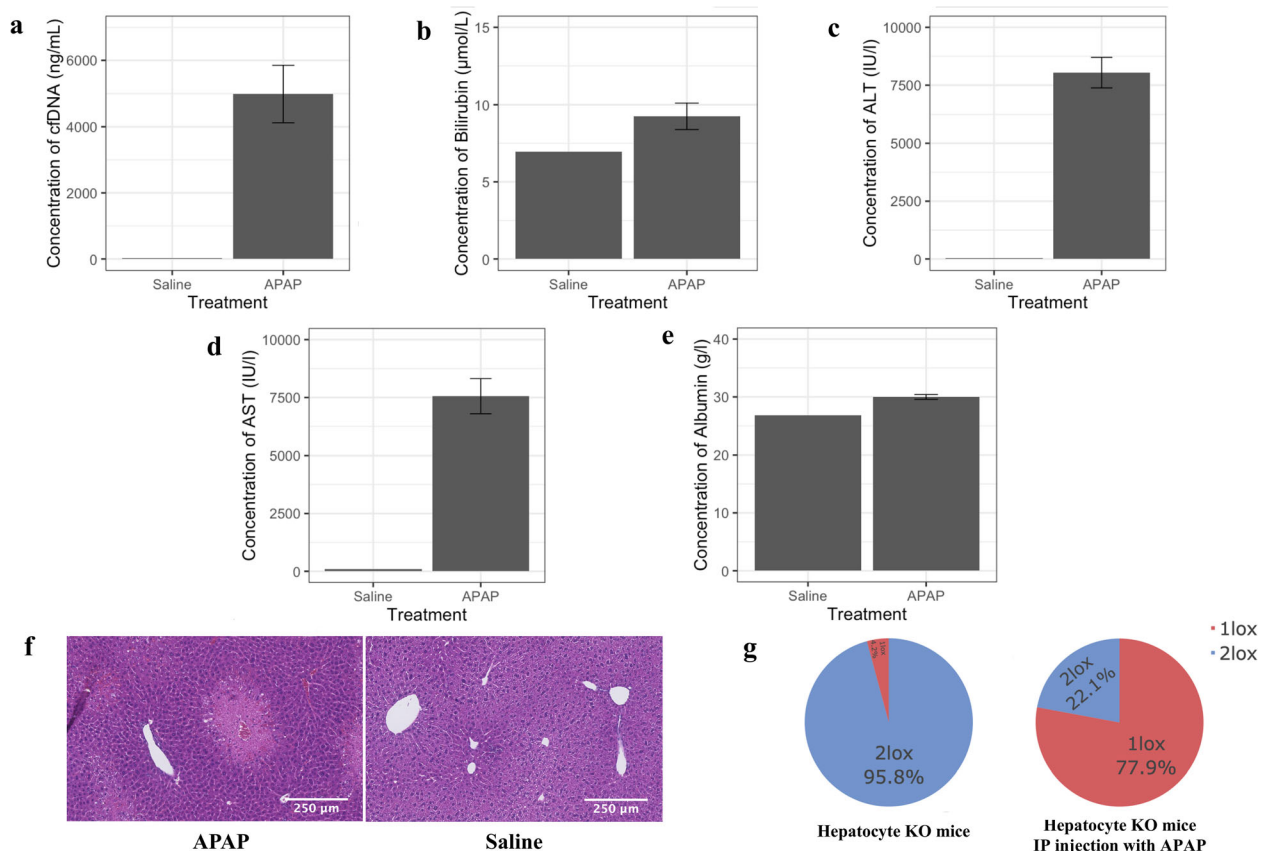 a
Concentration of cfDNA (ng/mL)
6000
4000
2000
0
Saline
APAP
Treatment
b
Concentration of Bilirubin (µmol/L)
15
10
5
0
Saline
APAP
Treatment
c
Concentration of ALT (IU/l)
10000
7500
5000
2500
0
Saline
APAP
Treatment
d
Concentration of AST (IU/l)
10000
7500
5000
2500
0
Saline
APAP
Treatment
e
Concentration of Albumin (g/l)
40
30
20
10
0
Saline
APAP
Treatment
f
250 µm
APAP
250 µm
Saline
g
1lox
2lox
1lox
4.2%
2lox
95.8%
Hepatocyte KO mice
2lox
22.1%
1lox
77.9%
Hepatocyte KO mice
IP injection with APAP